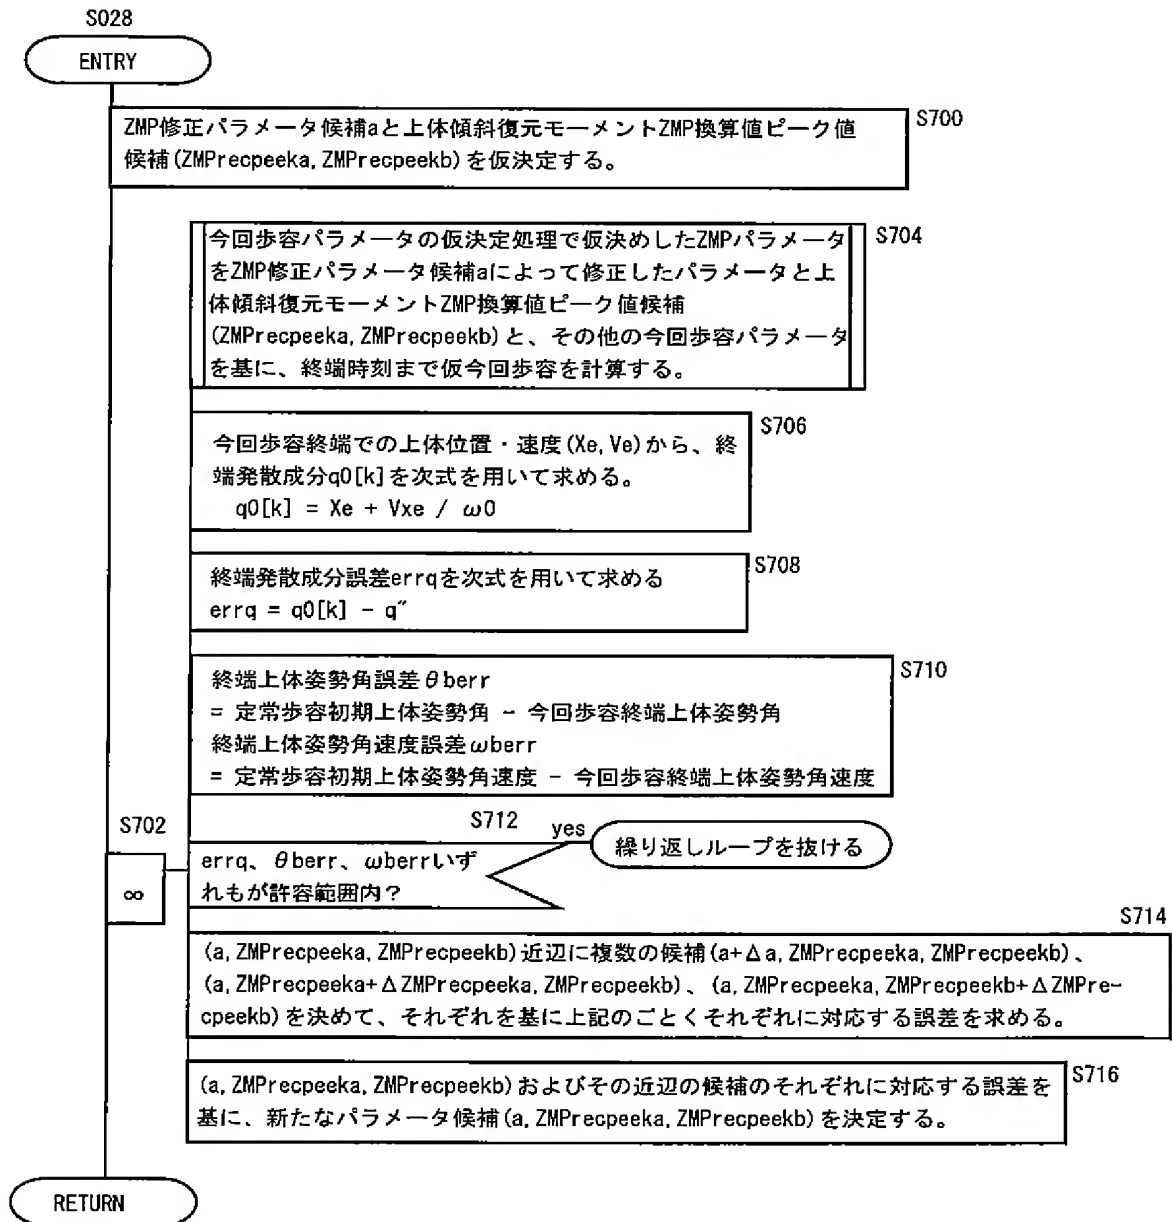 S028
ENTRY
ZMP修正パラメータ候補aと上体傾斜復元モーメントZMP換算値ピーク値
候補(ZMPrecpeeka, ZMPrecpeekb)を仮決定する。
S700
今回歩容パラメータの仮決定処理で仮決めしたZMPパラメータ
をZMP修正パラメータ候補aによって修正したパラメータと上
体傾斜復元モーメントZMP換算値ピーク値候補
(ZMPrecpeeka, ZMPrecpeekb)と、その他の今回歩容パラメータ
を基に、終端時刻まで仮今回歩容を計算する。
S704
今回歩容終端での上体位置・速度(Xe, Ve)から、終
端発散成分q0[k]を次式を用いて求める。
q0[k] = Xe + Vxe / ω0
S706
終端発散成分誤差errqを次式を用いて求める
errq = q0[k] - q″
S708
終端上体姿勢角誤差θberr
= 定常歩容初期上体姿勢角 - 今回歩容終端上体姿勢角
終端上体姿勢角速度誤差ωberr
= 定常歩容初期上体姿勢角速度 - 今回歩容終端上体姿勢角速度
S710
S702
∞
S712
errq、θberr、ωberrいず
れもが許容範囲内？
yes
繰り返しループを抜ける
S714
(a, ZMPrecpeeka, ZMPrecpeekb)近辺に複数の候補(a+Δa, ZMPrecpeeka, ZMPrecpeekb)、
(a, ZMPrecpeeka+ΔZMPrecpeeka, ZMPrecpeekb)、(a, ZMPrecpeeka, ZMPrecpeekb+ΔZMPre-
cpeekb)を決めて、それぞれを基に上記のごとくそれぞれに対応する誤差を求める。
(a, ZMPrecpeeka, ZMPrecpeekb)およびその近辺の候補のそれぞれに対応する誤差を
基に、新たなパラメータ候補(a, ZMPrecpeeka, ZMPrecpeekb)を決定する。
S716
RETURN